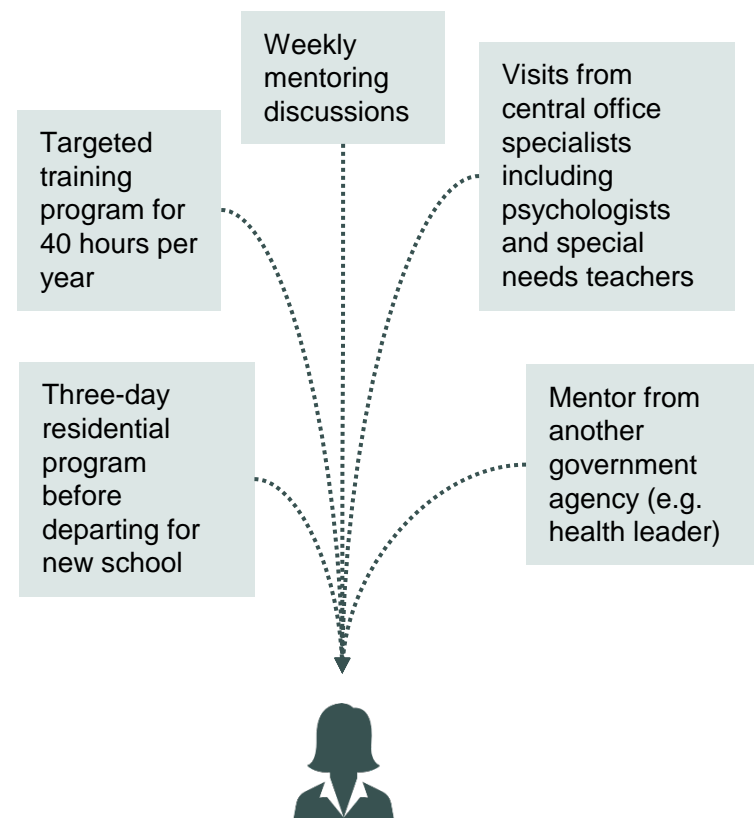 Weekly
mentoring
discussions
Visits from
central office
specialists
including
psychologists
and special
needs teachers
Targeted
training
program for
40 hours per
year
Three-day
residential
program
before
departing for
new school
Mentor from
another
government
agency (e.g.
health leader)